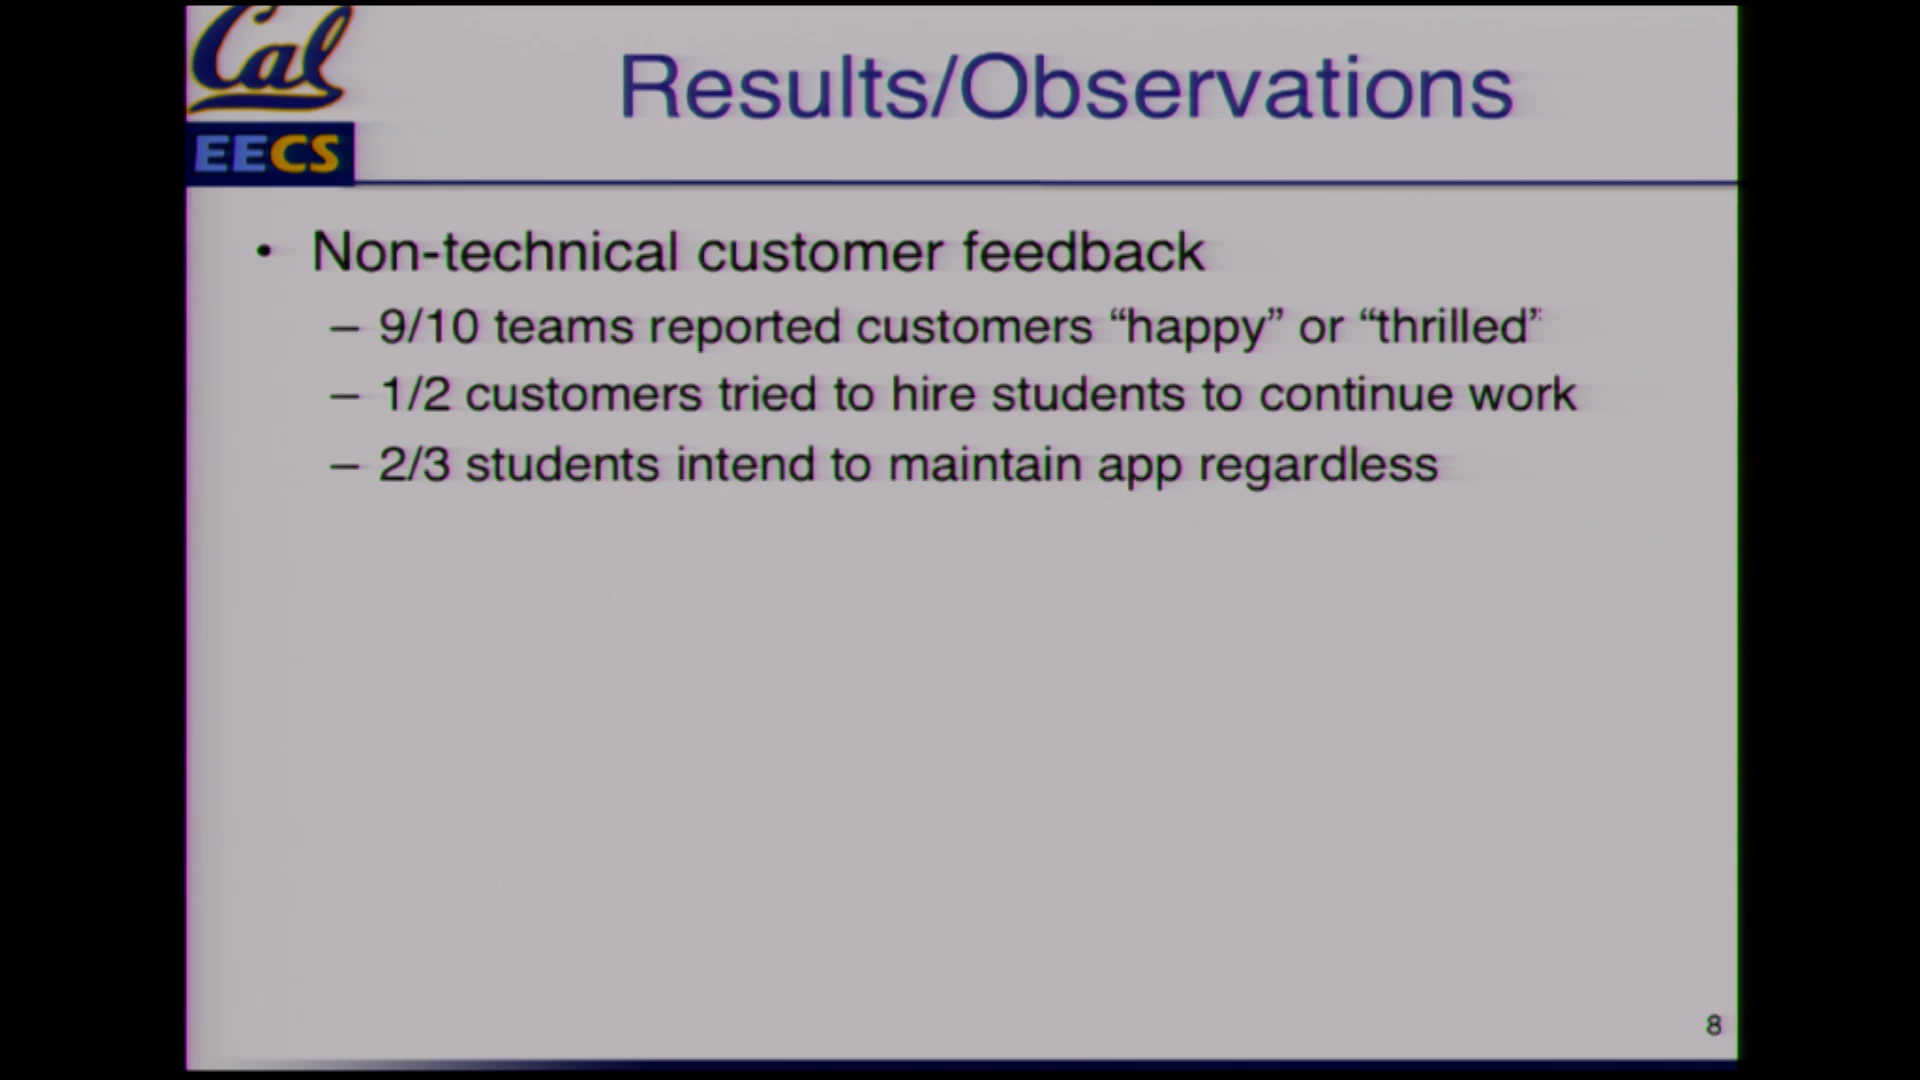 Cal
EECS
Results/Observations
• Non-technical customer feedback
– 9/10 teams reported customers “happy” or “thrilled”
– 1/2 customers tried to hire students to continue work
– 2/3 students intend to maintain app regardless
8